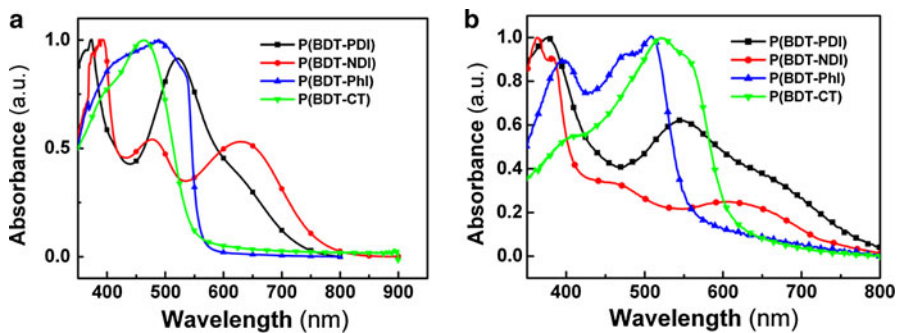 a
P(BDT-PDI)
P(BDT-NDI)
P(BDT-PhI)
P(BDT-CT)
Absorbance (a.u.)
1.0
0.5
0.0
400 500 600 700 800 900
Wavelength (nm)
b
P(BDT-PDI)
P(BDT-NDI)
P(BDT-PhI)
P(BDT-CT)
Absorbance (a.u.)
1.0
0.8
0.6
0.4
0.2
0.0
400 500 600 700 800
Wavelength (nm)